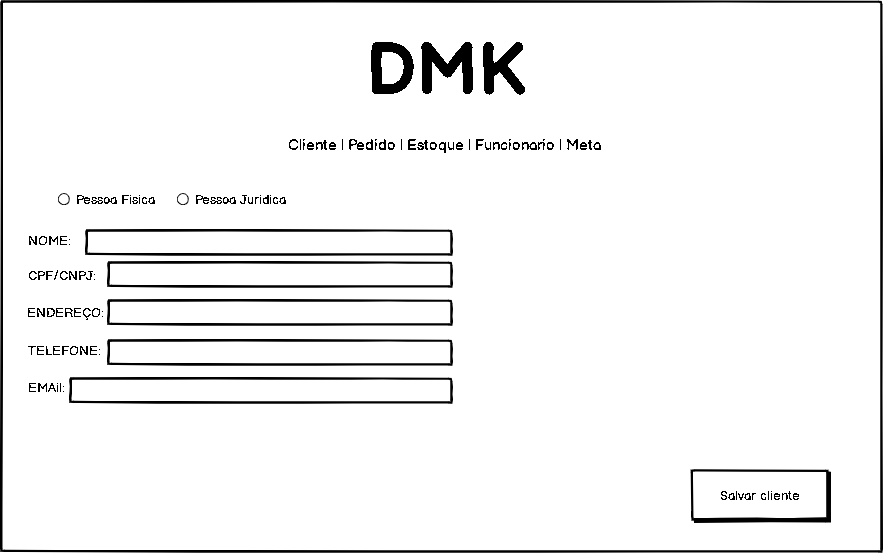 DMK
Cliente | Pedido | Estoque | Funcionario | Meta
Pessoa Fisica Pessoa Juridica
NOME:
CPF/CNPJ:
ENDEREÇO:
TELEFONE:
EMAil:
Salvar cliente